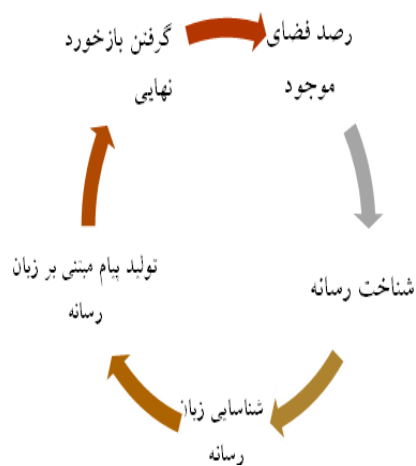 رصد فضای
موجود
شناخت رسانه
شناسایی زبان
رسانه
تولید پیام مبتنی بر زبان
رسانه
گرفتن بازخورد
نهایی